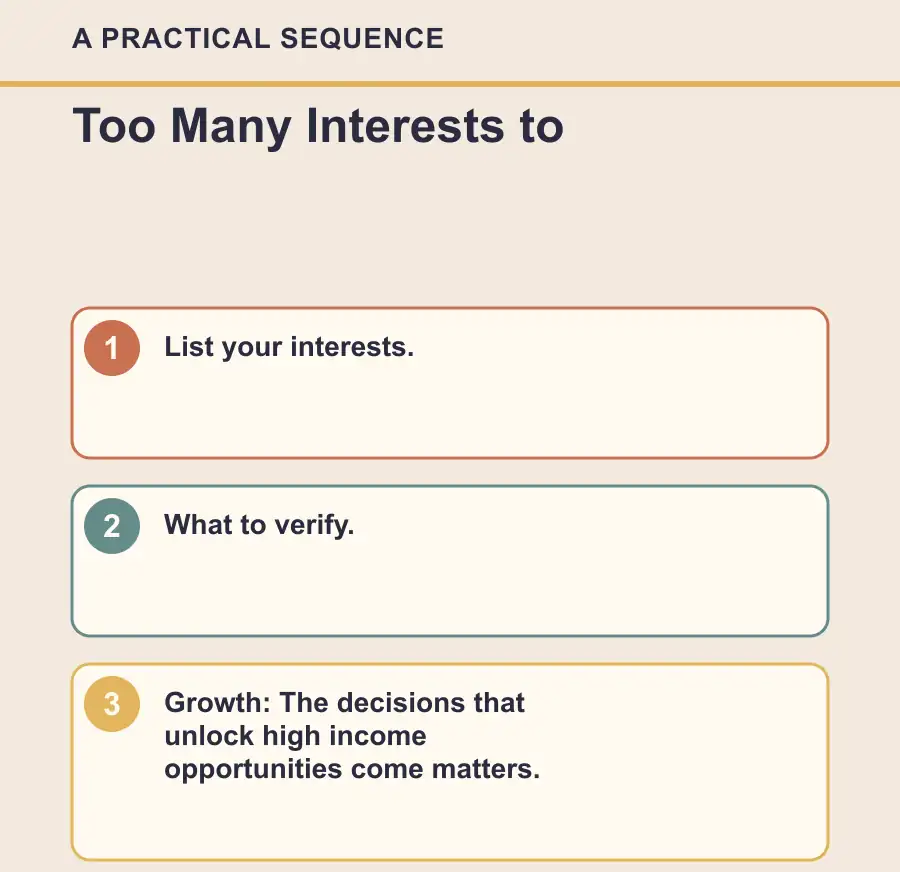 A PRACTICAL SEQUENCE
Too Many Interests to
1 List your interests.
2 What to verify.
3 Growth: The decisions that
unlock high income
opportunities come matters.